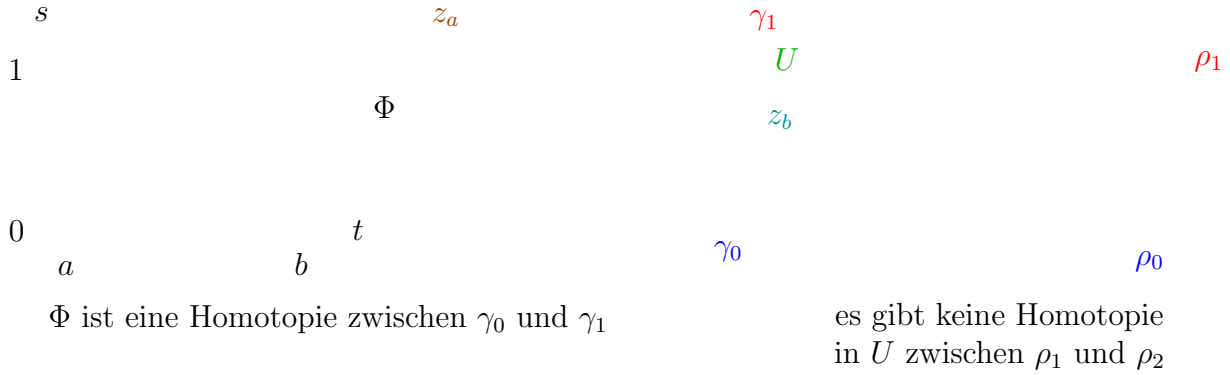 s
z_a
γ_1
1
U
ρ_1
Φ
z_b
0
t
γ_0
a
b
ρ_0
Φ ist eine Homotopie zwischen γ_0 und γ_1
es gibt keine Homotopie
in U zwischen ρ_1 und ρ_2